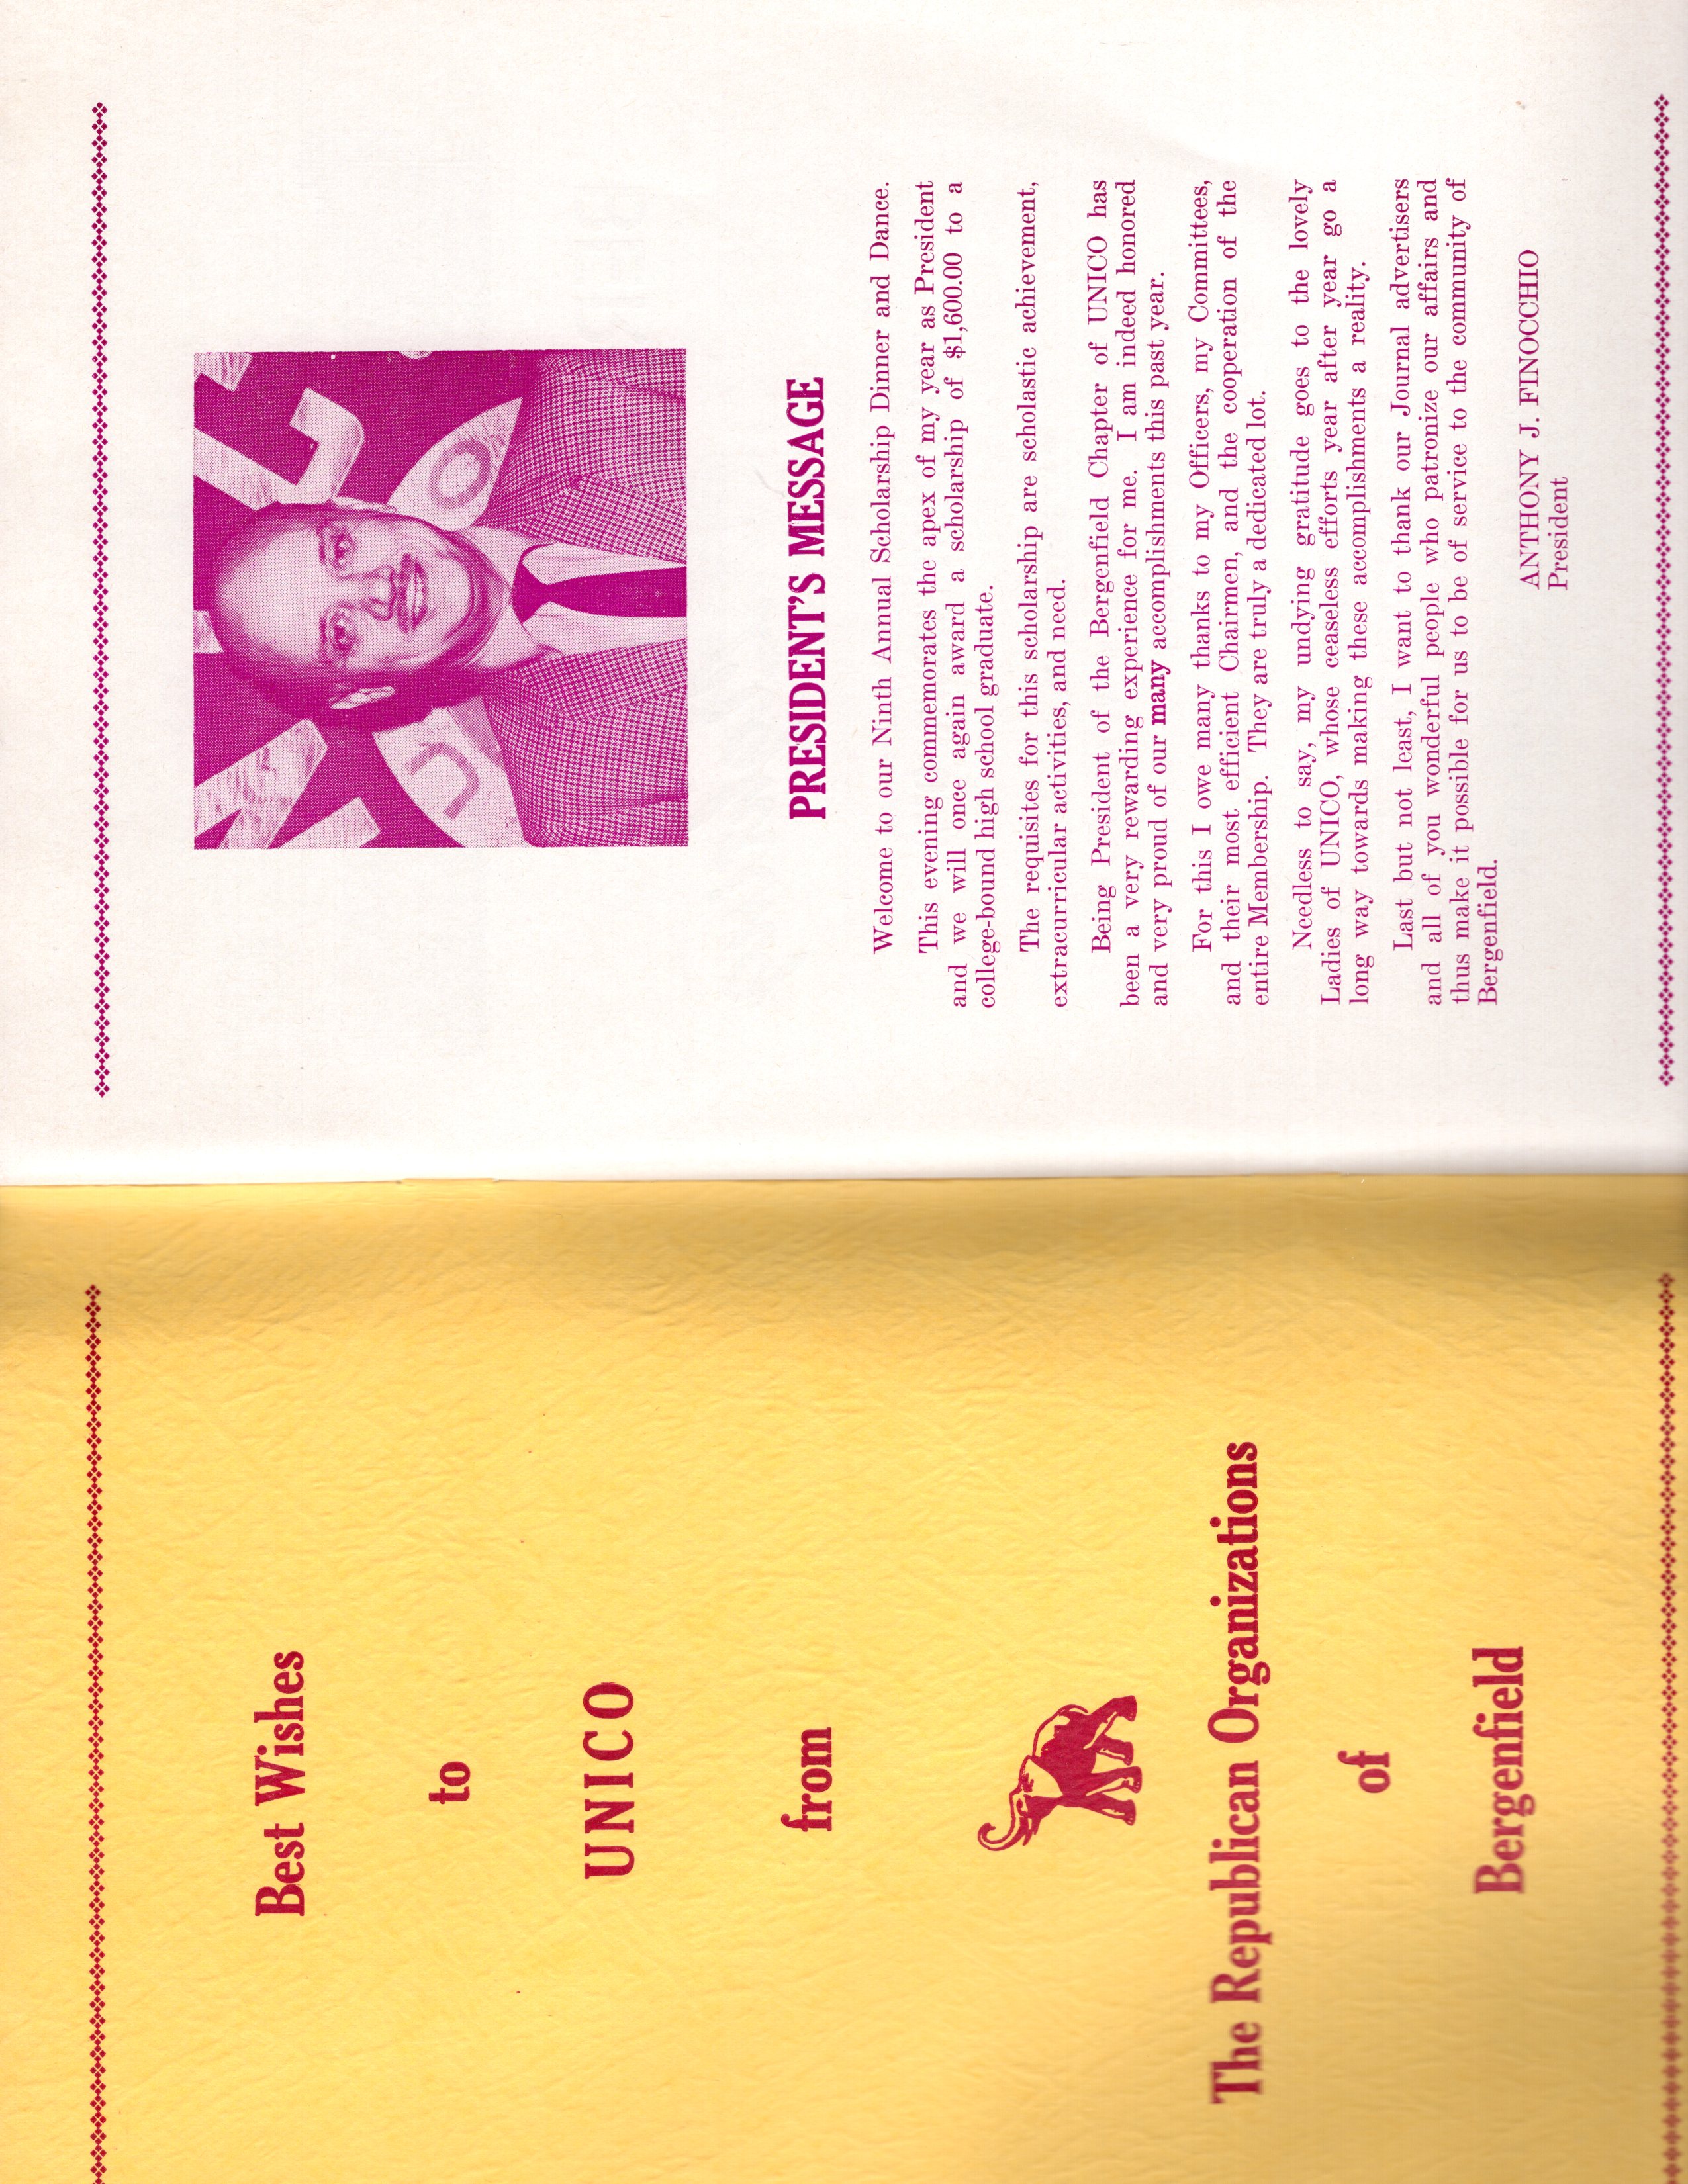 Best Wishes
to
UNICO
from
The Republican Organizations
of
Bergenfield
PRESIDENT'S MESSAGE
Welcome to our Ninth Annual Scholarship Dinner and Dance.
This evening commemorates the apex of my year as President
and we will once again award a scholarship of $1,600.00 to a
college-bound high school graduate.
The requisites for this scholarship are scholastic achievement,
extracurricular activities, and need.
Being President of the Bergenfield Chapter of UNICO has
been a very rewarding experience for me. I am indeed honored
and very proud of our many accomplishments this past year.
For this I owe many thanks to my Officers, my Committees,
and their most efficient Chairmen, and the cooperation of the
entire Membership. They are truly a dedicated lot.
Needless to say, my undying gratitude goes to the lovely
Ladies of UNICO, whose ceaseless efforts year after year go a
long way towards making these accomplishments a reality.
Last but not least, I want to thank our Journal advertisers
and all of you wonderful people who patronize our affairs and
thus make it possible for us to be of service to the community of
Bergenfield.
ANTHONY J. FINOCCHIO
President